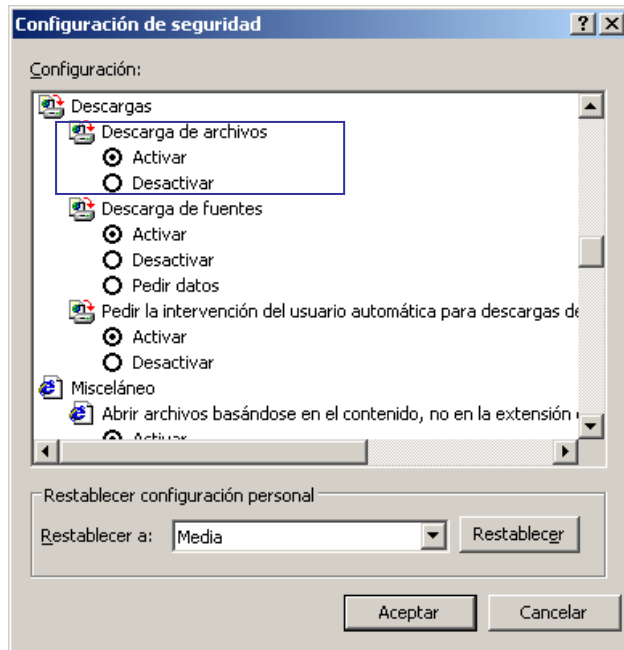 Configuración de seguridad
Configuración:
Descargas
Descarga de archivos
Activar
Desactivar
Descarga de fuentes
Activar
Desactivar
Pedir datos
Pedir la intervención del usuario automática para descargas de
Activar
Desactivar
Misceláneo
Abrir archivos basándose en el contenido, no en la extensión
Activar
Restablecer configuración personal
Restablecer a: Media Restablecer
Aceptar Cancelar